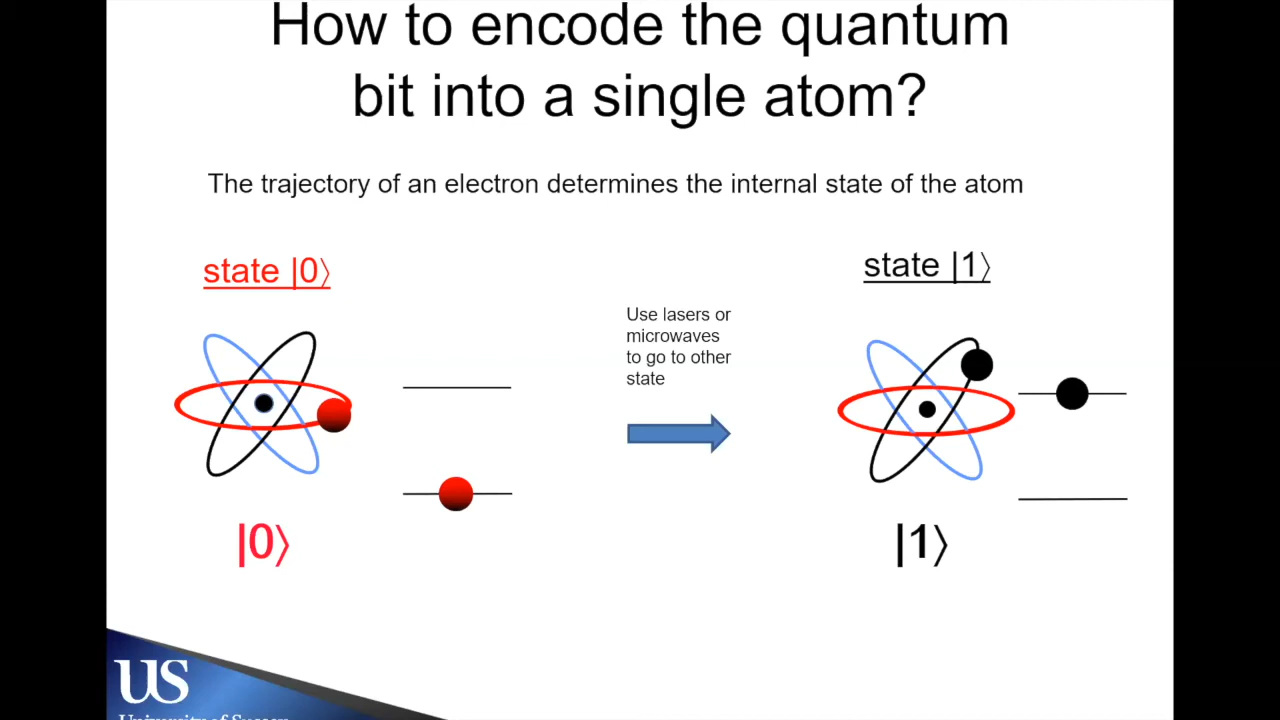 How to encode the quantum
bit into a single atom?
The trajectory of an electron determines the internal state of the atom
state |0⟩
state |1⟩
Use lasers or
microwaves
to go to other
state
|0⟩
|1⟩
US
University of Sussex